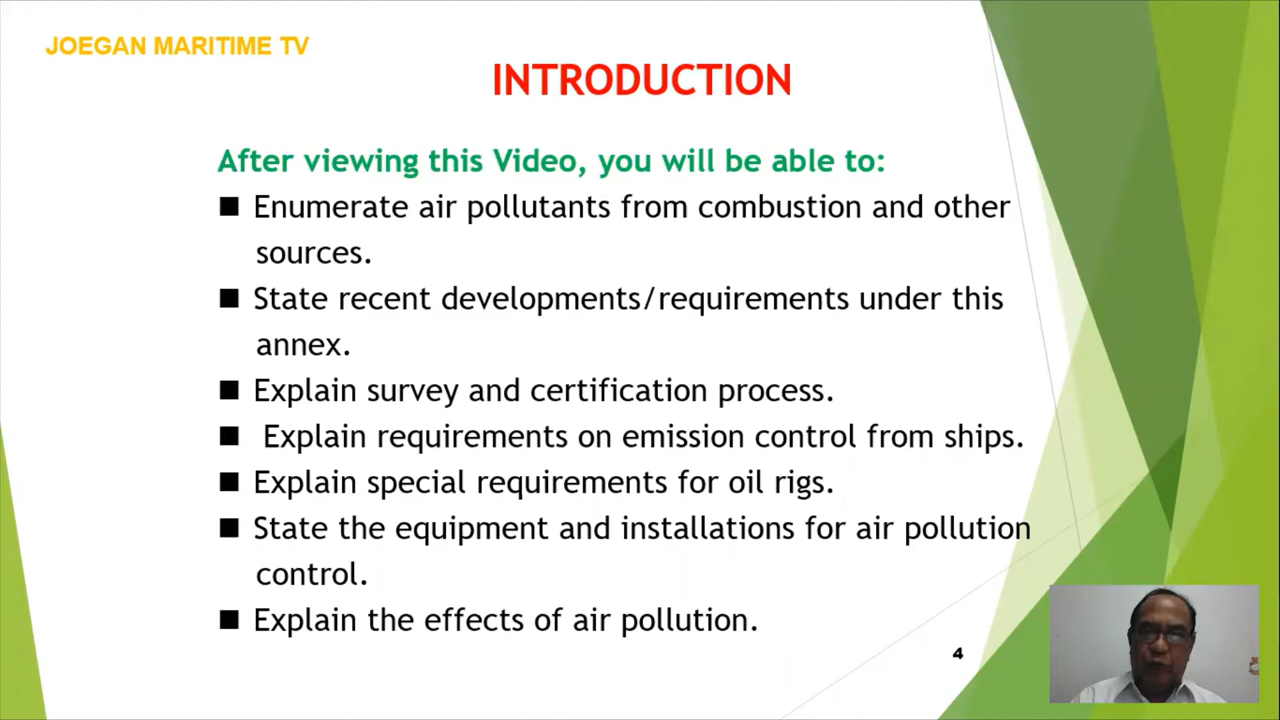 JOEGAN MARITIME TV
INTRODUCTION
After viewing this Video, you will be able to:
■ Enumerate air pollutants from combustion and other
sources.
■ State recent developments/requirements under this
annex.
■ Explain survey and certification process.
■ Explain requirements on emission control from ships.
■ Explain special requirements for oil rigs.
■ State the equipment and installations for air pollution
control.
■ Explain the effects of air pollution.
4